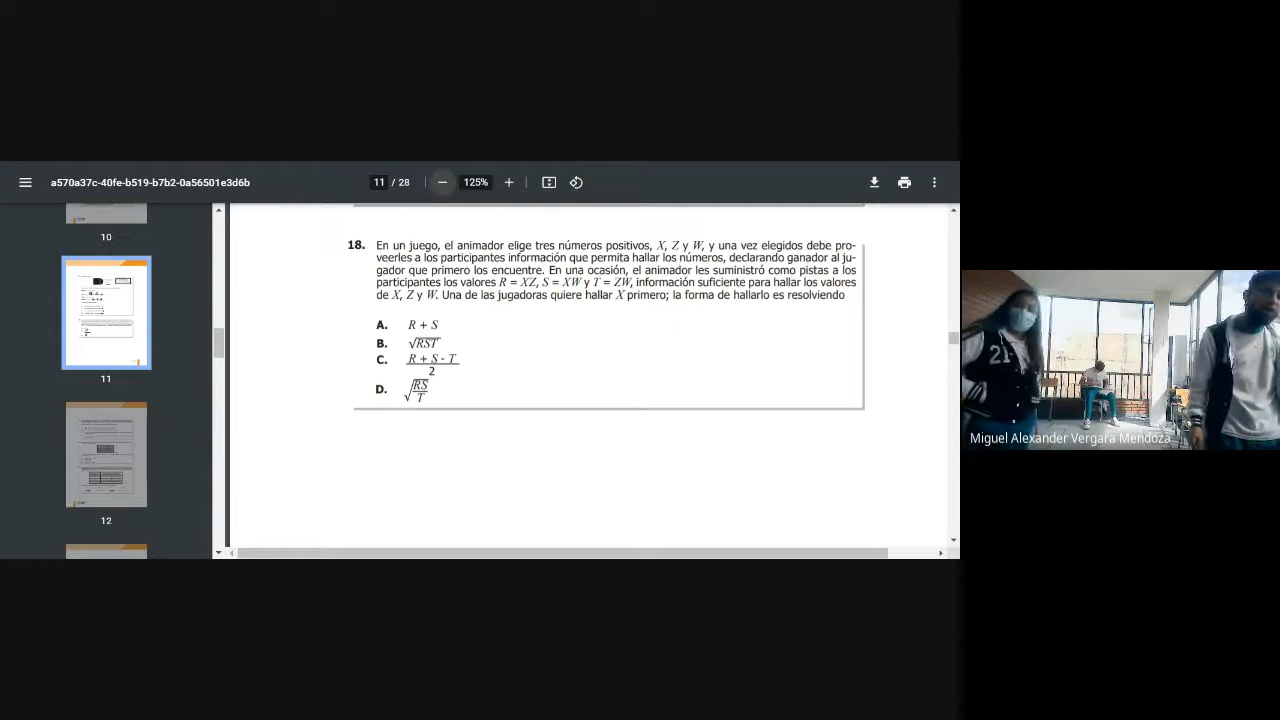 a570a37c-40fe-b519-b7b2-0a56501e3d6b
11 / 28
125%
10
11
12
18. En un juego, el animador elige tres números positivos, X, Z y W, y una vez elegidos debe pro-
veerles a los participantes información que permita hallar los números, declarando ganador al ju-
gador que primero los encuentre. En una ocasión, el animador les suministró como pistas a los
participantes los valores R = XZ, S = XW y T = ZW, información suficiente para hallar los valores
de X, Z y W. Una de las jugadoras quiere hallar X primero; la forma de hallarlo es resolviendo
A. R + S
B. √RST
C. R + S - T
2
D. √RS
T
21
Miguel Alexander Vergara Mendoza